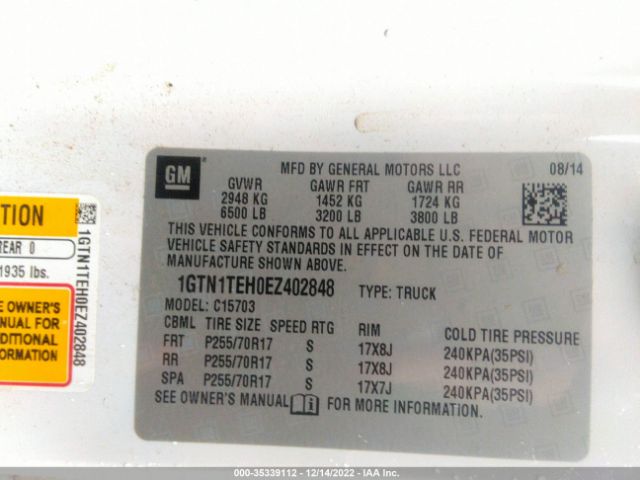 GM
MFD BY GENERAL MOTORS LLC 08/14
GVWR GAWR FRT GAWR RR
2948 KG 1452 KG 1724 KG
6500 LB 3200 LB 3800 LB
THIS VEHICLE CONFORMS TO ALL APPLICABLE U.S. FEDERAL MOTOR
VEHICLE SAFETY STANDARDS IN EFFECT ON THE DATE OF
MANUFACTURE SHOWN ABOVE.
1GTN1TEH0EZ402848 TYPE: TRUCK
MODEL: C15703
CBML TIRE SIZE SPEED RTG RIM COLD TIRE PRESSURE
FRT P255/70R17 S 17X8J 240KPA(35PSI)
RR P255/70R17 S 17X8J 240KPA(35PSI)
SPA P255/70R17 S 17X7J 240KPA(35PSI)
SEE OWNER'S MANUAL FOR MORE INFORMATION.
TION
REAR 0
1935 lbs.
E OWNER'S
NUAL FOR
DITIONAL
RMATION
1GTN1TEH0EZ402848
000-35339112 - 12/14/2022 - IAA Inc.